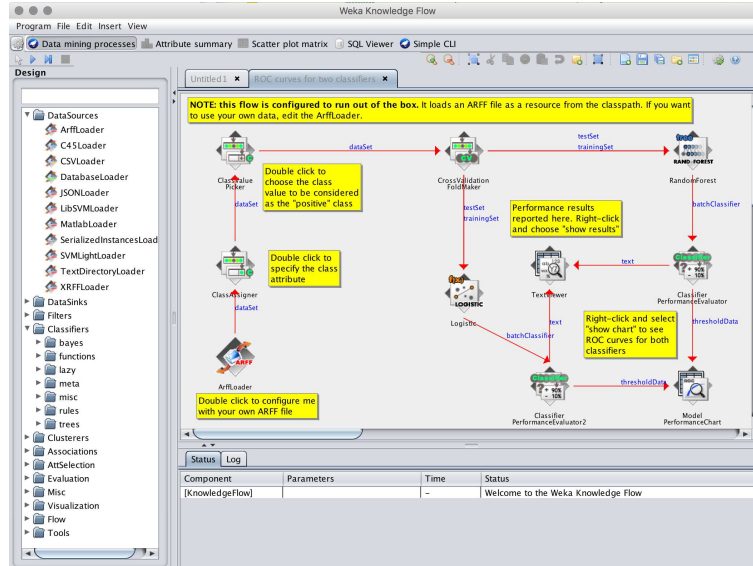 Weka Knowledge Flow
Program File Edit Insert View
Data mining processes Attribute summary Scatter plot matrix SQL Viewer Simple CLI
Design
Untitled1 ×
ROC curves for two classifiers ×
DataSources
ArffLoader
C45Loader
CSVLoader
DatabaseLoader
JSONLoader
LibSVMLoader
MatlabLoader
SerializedInstancesLoad
SVMLightLoader
TextDirectoryLoader
XRFFLoader
DataSinks
Filters
Classifiers
bayes
functions
lazy
meta
misc
rules
trees
Clusterers
Associations
AttSelection
Evaluation
Misc
Visualization
Flow
Tools
NOTE: this flow is configured to run out of the box. It loads an ARFF file as a resource from the classpath. If you want
to use your own data, edit the ArffLoader.
dataSet
testSet
trainingSet
CV
RAND-FOREST
ClassValue
Picker
Double click to
choose the class
value to be considered
as the "positive" class
CrossValidation
FoldMaker
RandomForest
dataSet
testSet
trainingSet
Performance results
reported here. Right-click
and choose "show results"
batchClassifier
Double click to
specify the class
attribute
text
ClassAssigner
LOGISTIC
TextViewer
Classifier
PerformanceEvaluator
dataSet
Logistic
text
batchClassifier
Right-click and select
"show chart" to see
ROC curves for both
classifiers
thresholdData
ARFF
ArffLoader
thresholdData
ROC
Double click to configure me
with your own ARFF file
Classifier
PerformanceEvaluator2
Model
PerformanceChart
Status Log
Component Parameters Time Status
[KnowledgeFlow] – Welcome to the Weka Knowledge Flow